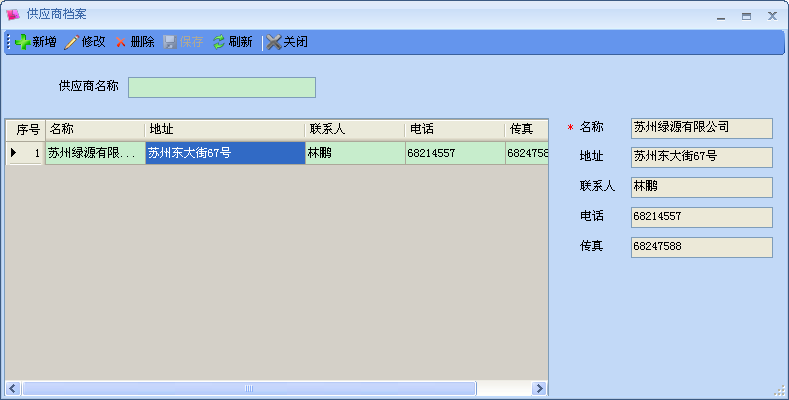 供应商档案
新增 修改 删除 保存 刷新 关闭
供应商名称
序号 名称 地址 联系人 电话 传真
1 苏州绿源有限... 苏州东大街67号 林鹏 68214557 6824758
* 名称 苏州绿源有限公司
地址 苏州东大街67号
联系人 林鹏
电话 68214557
传真 68247588